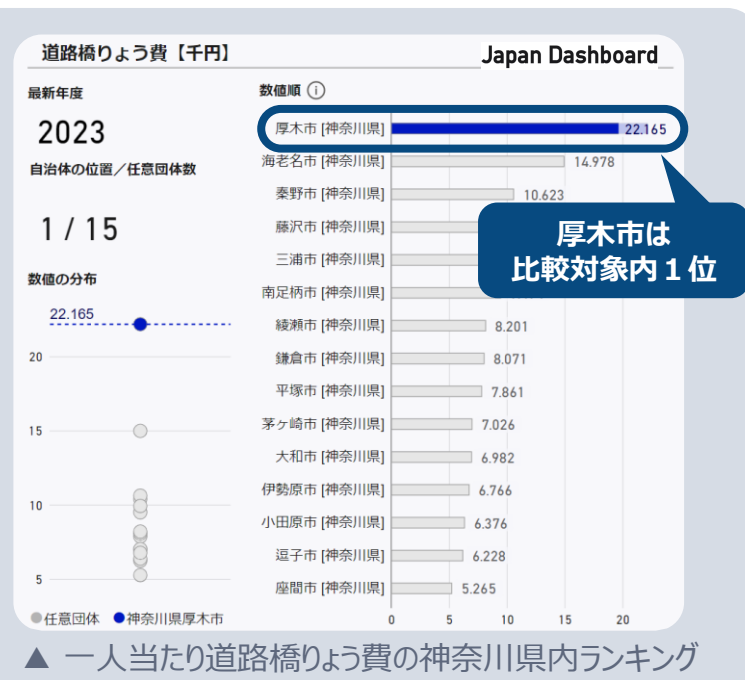 道路橋りょう費【千円】
Japan Dashboard
最新年度
2023
自治体の位置／任意団体数
1 / 15
数値の分布
22.165
20
15
10
5
●任意団体 ●神奈川県厚木市
数値順 ⓘ
厚木市 [神奈川県] 22.165
海老名市 [神奈川県] 14.978
秦野市 [神奈川県] 10.623
藤沢市 [神奈川県]
三浦市 [神奈川県]
南足柄市 [神奈川県]
綾瀬市 [神奈川県] 8.201
鎌倉市 [神奈川県] 8.071
平塚市 [神奈川県] 7.861
茅ヶ崎市 [神奈川県] 7.026
大和市 [神奈川県] 6.982
伊勢原市 [神奈川県] 6.766
小田原市 [神奈川県] 6.376
逗子市 [神奈川県] 6.228
座間市 [神奈川県] 5.265
0 5 10 15 20
厚木市は
比較対象内１位
▲ 一人当たり道路橋りょう費の神奈川県内ランキング